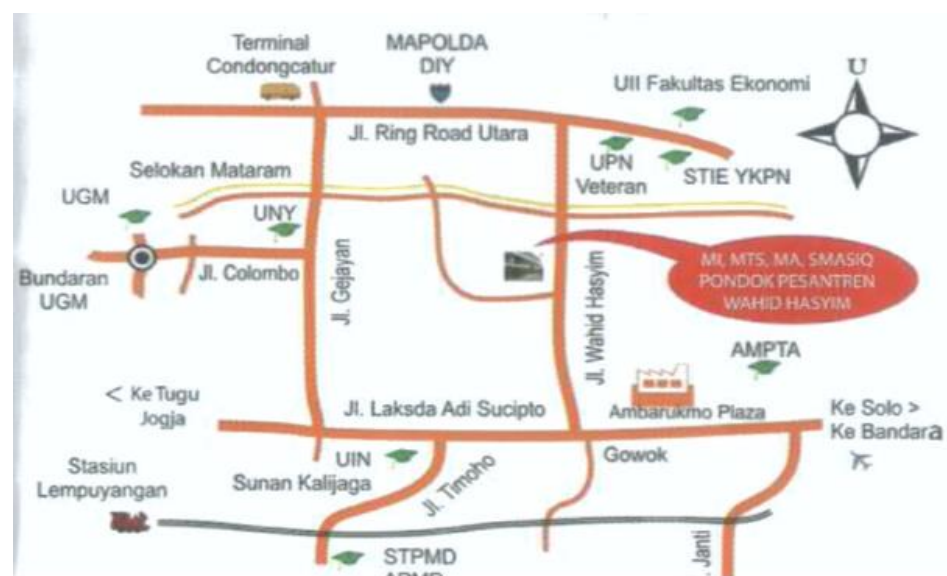 Terminal
Condongcatur
MAPOLDA
DIY
UII Fakultas Ekonomi
U
Jl. Ring Road Utara
UPN
Veteran
STIE YKPN
Selokan Mataram
UGM
UNY
Bundaran
UGM
Jl. Colombo
Jl. Gejayan
Jl. Wahid Hasyim
MI, MTS, MA, SMASIQ
PONDOK PESANTREN
WAHID HASYIM
AMPTA
< Ke Tugu
Jogja
Jl. Laksda Adi Sucipto
Ambarukmo Plaza
Ke Solo >
Ke Bandara
Stasiun
Lempuyangan
UIN
Sunan Kalijaga
Jl. Timoho
Gowok
Janti
STPMD